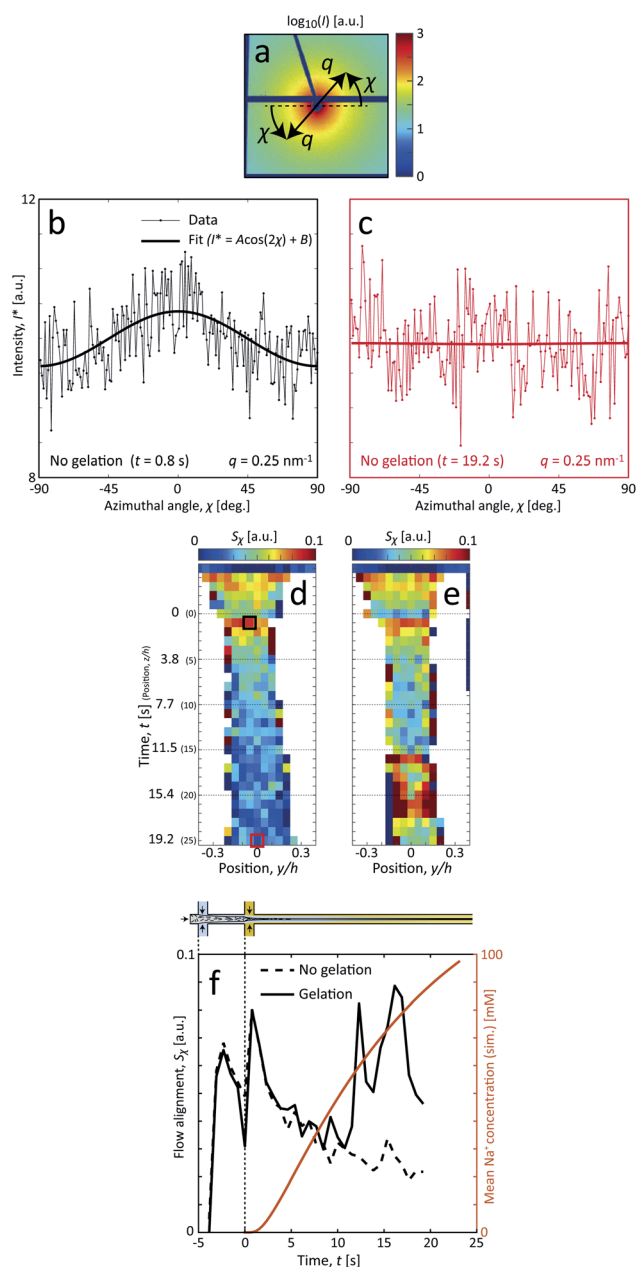 log10(I) [a.u.]
a
q
χ
χ
q
3
2
1
0
12
b
Data
Fit (I* = Acos(2χ) + B)
c
Intensity, I* [a.u.]
No gelation (t = 0.8 s) q = 0.25 nm-1
No gelation (t = 19.2 s) q = 0.25 nm-1
8
-90 -45 0 45 90
-90 -45 0 45 90
Azimuthal angle, χ [deg.]
Azimuthal angle, χ [deg.]
0 Sχ [a.u.] 0.1
0 Sχ [a.u.] 0.1
d
e
0 (0)
3.8 (5)
7.7 (10)
11.5 (15)
15.4 (20)
19.2 (25)
Time, t [s] (Position, z/h)
-0.3 0 0.3
-0.3 0 0.3
Position, y/h
Position, y/h
0.1
f
No gelation
Gelation
100
Flow alignment, Sχ [a.u.]
Mean Na+ concentration (sim.) [mM]
0
0
-5 0 5 10 15 20 25
Time, t [s]